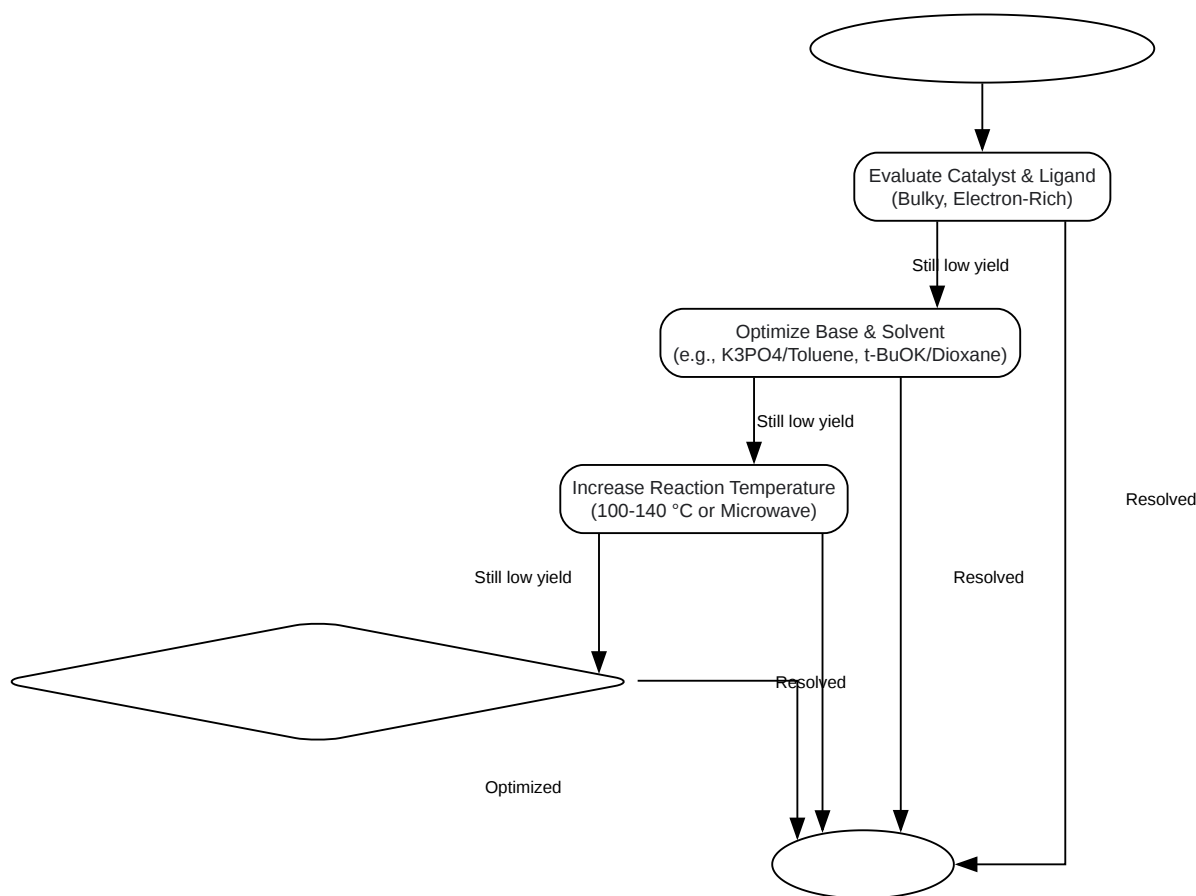 Evaluate Catalyst & Ligand
(Bulky, Electron-Rich)
Still low yield
Optimize Base & Solvent
(e.g., K3PO4/Toluene, t-BuOK/Dioxane)
Still low yield
Increase Reaction Temperature
(100-140 °C or Microwave)
Resolved
Still low yield
Resolved
Resolved
Optimized